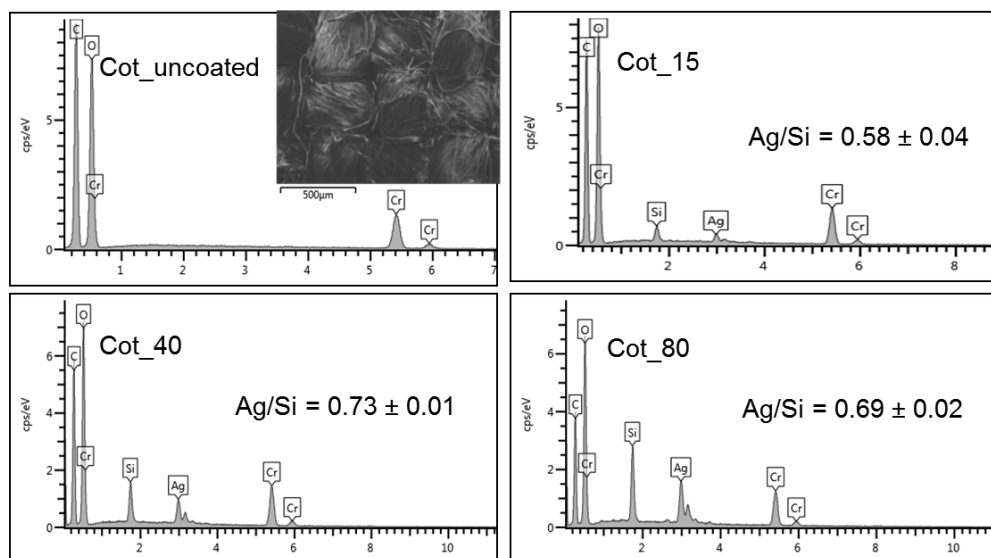 C
O
Cr
Cot_uncoated
500µm
Cr
Cr
cps/eV
5
0
1
2
3
4
5
6
7
C
O
Cr
Cot_15
Ag/Si = 0.58 ± 0.04
Si
Ag
Cr
Cr
cps/eV
5
0
2
4
6
8
C
O
Cr
Cot_40
Ag/Si = 0.73 ± 0.01
Si
Ag
Cr
Cr
cps/eV
6
4
2
0
2
4
6
8
10
C
O
Cr
Cot_80
Ag/Si = 0.69 ± 0.02
Si
Ag
Cr
Cr
cps/eV
6
4
2
0
2
4
6
8
10